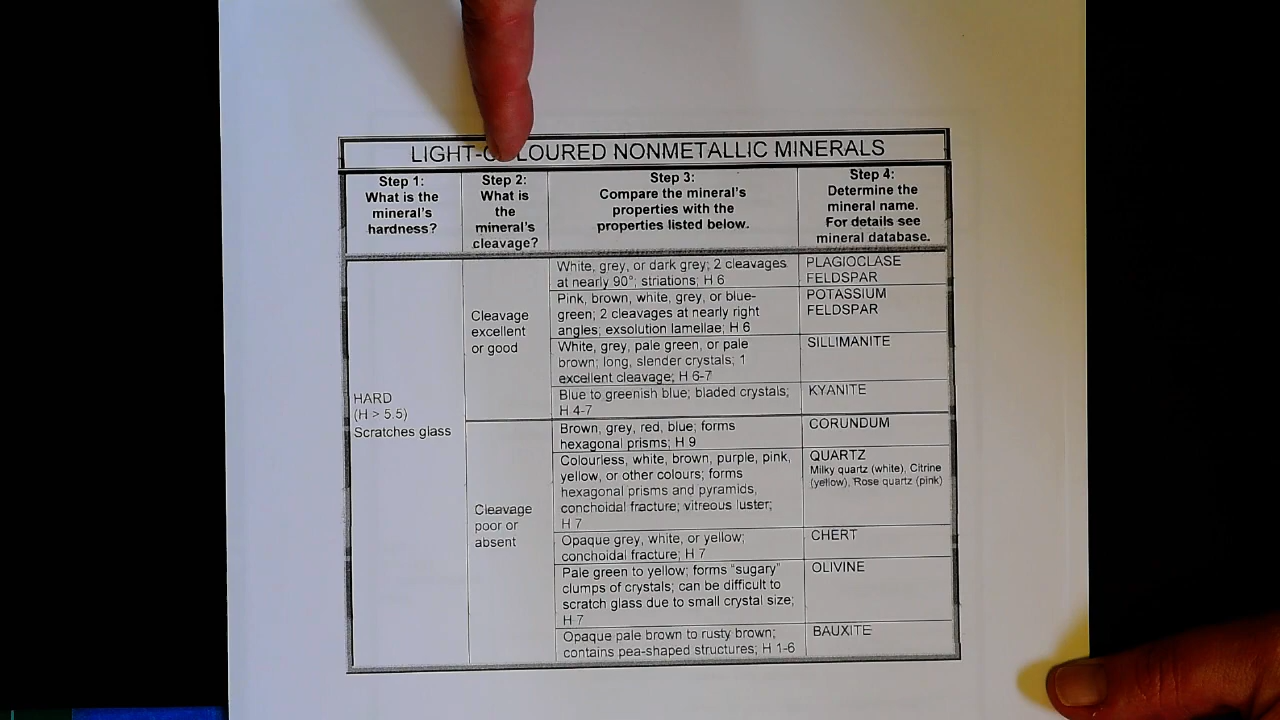 LIGHT-COLOURED NONMETALLIC MINERALS
Step 1:
What is the
mineral's
hardness?
Step 2:
What is
the
mineral's
cleavage?
Step 3:
Compare the mineral's
properties with the
properties listed below.
Step 4:
Determine the
mineral name.
For details see
mineral database.
HARD
(H > 5.5)
Scratches glass
Cleavage
excellent
or good
White, grey, or dark grey; 2 cleavages
at nearly 90°; striations; H 6
PLAGIOCLASE
FELDSPAR
Pink, brown, white, grey, or blue-
green; 2 cleavages at nearly right
angles; exsolution lamellae; H 6
POTASSIUM
FELDSPAR
White, grey, pale green, or pale
brown; long, slender crystals; 1
excellent cleavage; H 6-7
SILLIMANITE
Blue to greenish blue; bladed crystals;
H 4-7
KYANITE
Cleavage
poor or
absent
Brown, grey, red, blue; forms
hexagonal prisms; H 9
CORUNDUM
Colourless, white, brown, purple, pink,
yellow, or other colours; forms
hexagonal prisms and pyramids,
conchoidal fracture; vitreous luster;
H 7
QUARTZ
Milky quartz (white), Citrine
(yellow), Rose quartz (pink)
Opaque grey, white, or yellow;
conchoidal fracture; H 7
CHERT
Pale green to yellow; forms "sugary"
clumps of crystals; can be difficult to
scratch glass due to small crystal size;
H 7
OLIVINE
Opaque pale brown to rusty brown;
contains pea-shaped structures; H 1-6
BAUXITE